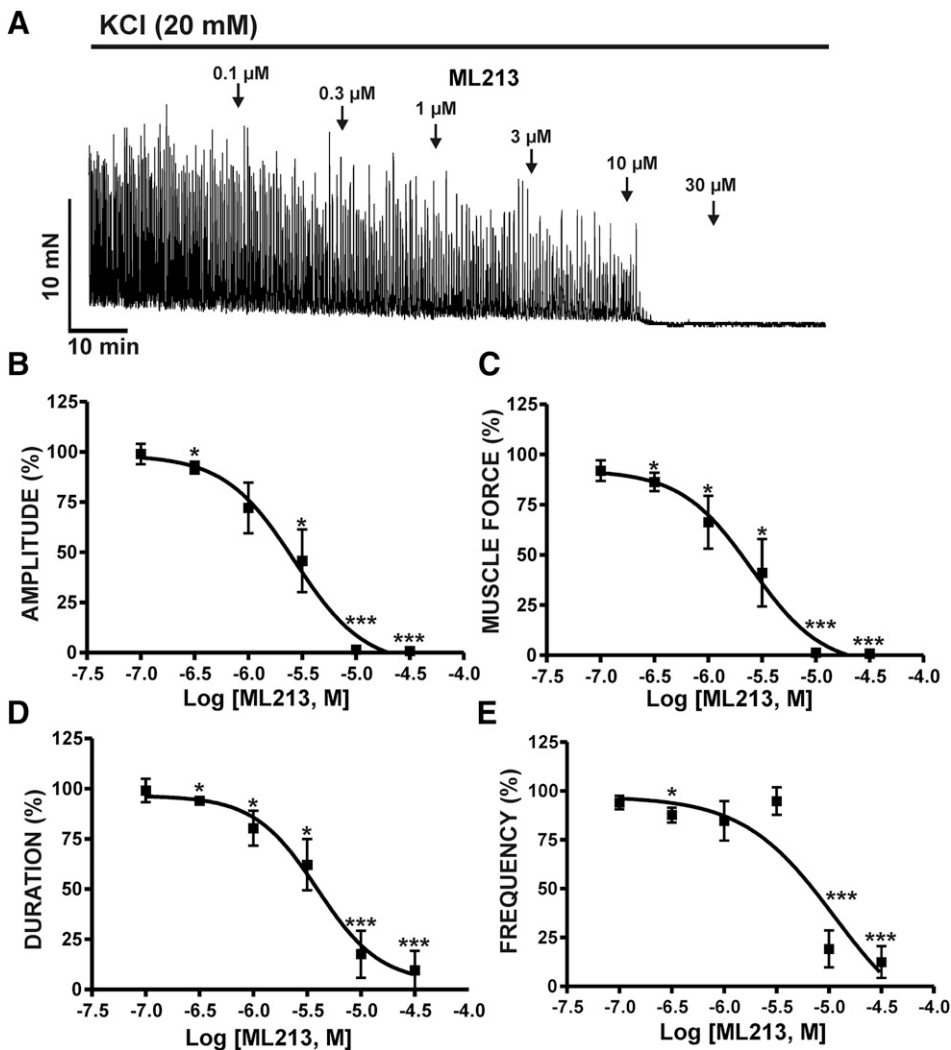 A
KCl (20 mM)
ML213
0.1 µM
0.3 µM
1 µM
3 µM
10 µM
30 µM
10 mN
10 min
B
AMPLITUDE (%)
125
100
75
50
25
0
*
*
***
***
-7.5 -7.0 -6.5 -6.0 -5.5 -5.0 -4.5 -4.0
Log [ML213, M]
C
MUSCLE FORCE (%)
125
100
75
50
25
0
*
*
*
***
***
-7.5 -7.0 -6.5 -6.0 -5.5 -5.0 -4.5 -4.0
Log [ML213, M]
D
DURATION (%)
125
100
75
50
25
0
*
*
*
***
***
-7.5 -7.0 -6.5 -6.0 -5.5 -5.0 -4.5 -4.0
Log [ML213, M]
E
FREQUENCY (%)
125
100
75
50
25
0
*
***
***
-7.5 -7.0 -6.5 -6.0 -5.5 -5.0 -4.5 -4.0
Log [ML213, M]